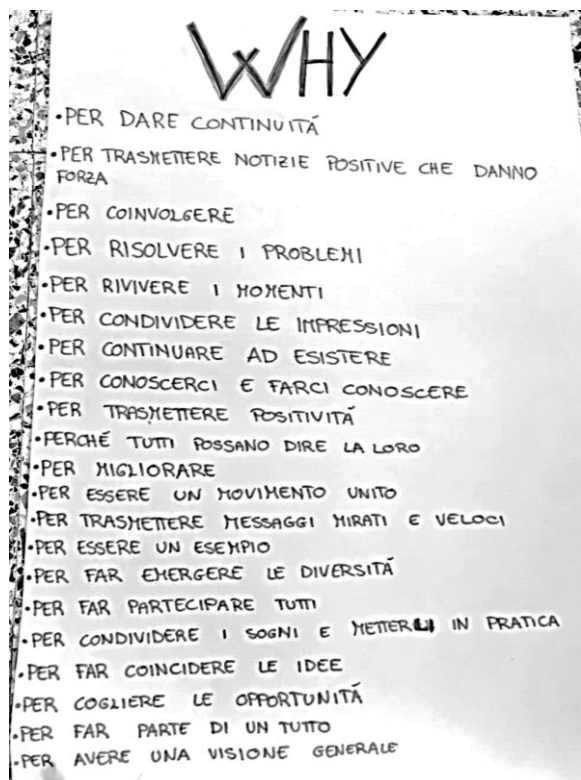 WHY
•PER DARE CONTINUITÁ
•PER TRASMETTERE NOTIZIE POSITIVE CHE DANNO
FORZA
•PER COINVOLGERE
•PER RISOLVERE I PROBLEMI
•PER RIVIVERE I MOMENTI
•PER CONDIVIDERE LE IMPRESSIONI
•PER CONTINUARE AD ESISTERE
•PER CONOSCERCI E FARCI CONOSCERE
•PER TRASMETTERE POSITIVITÁ
•PERCHÉ TUTTI POSSANO DIRE LA LORO
•PER MIGLIORARE
•PER ESSERE UN MOVIMENTO UNITO
•PER TRASMETTERE MESSAGGI MIRATI E VELOCI
•PER ESSERE UN ESEMPIO
•PER FAR EMERGERE LE DIVERSITÁ
•PER FAR PARTECIPARE TUTTI
•PER CONDIVIDERE I SOGNI E METTERLI IN PRATICA
•PER FAR COINCIDERE LE IDEE
•PER COGLIERE LE OPPORTUNITÁ
•PER FAR PARTE DI UN TUTTO
•PER AVERE UNA VISIONE GENERALE